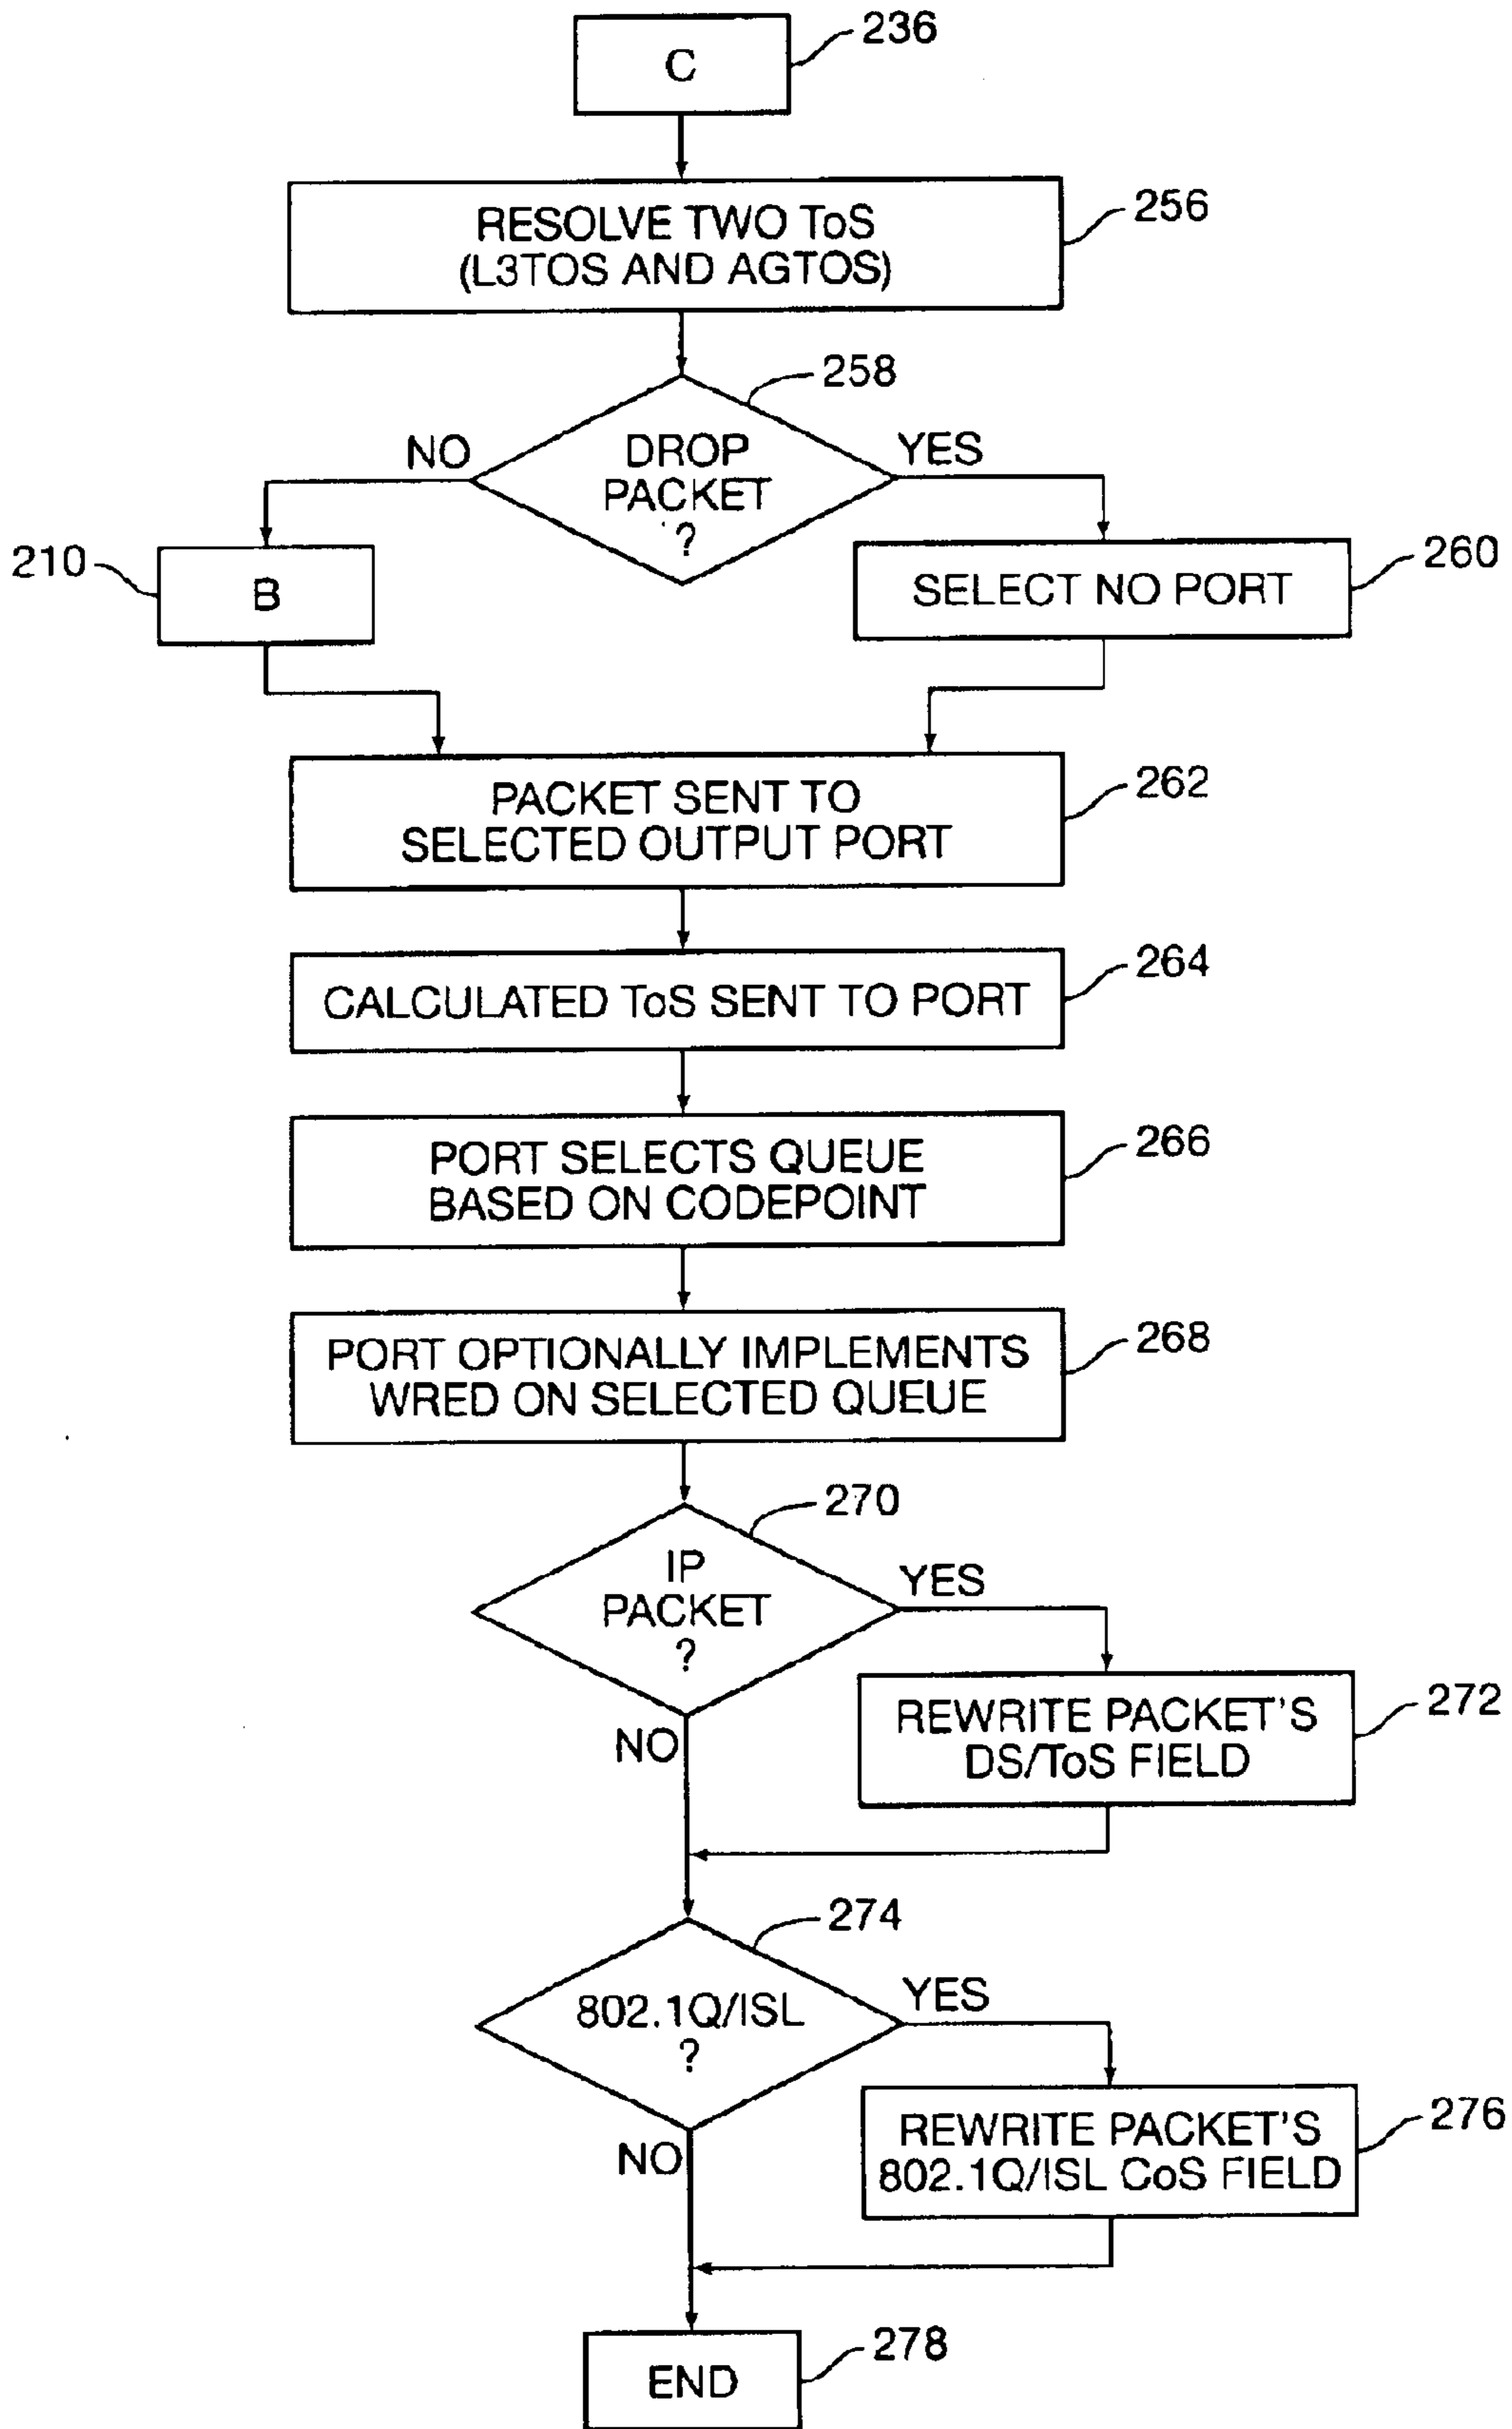 C
236
RESOLVE TWO ToS
(L3TOS AND AGTOS)
256
258
DROP
PACKET
?
NO
YES
210
B
SELECT NO PORT
260
PACKET SENT TO
SELECTED OUTPUT PORT
262
CALCULATED ToS SENT TO PORT
264
PORT SELECTS QUEUE
BASED ON CODEPOINT
266
PORT OPTIONALLY IMPLEMENTS
WRED ON SELECTED QUEUE
268
270
IP
PACKET
?
YES
NO
REWRITE PACKET'S
DS/ToS FIELD
272
274
802.1Q/ISL
?
YES
NO
REWRITE PACKET'S
802.1Q/ISL CoS FIELD
276
END
278